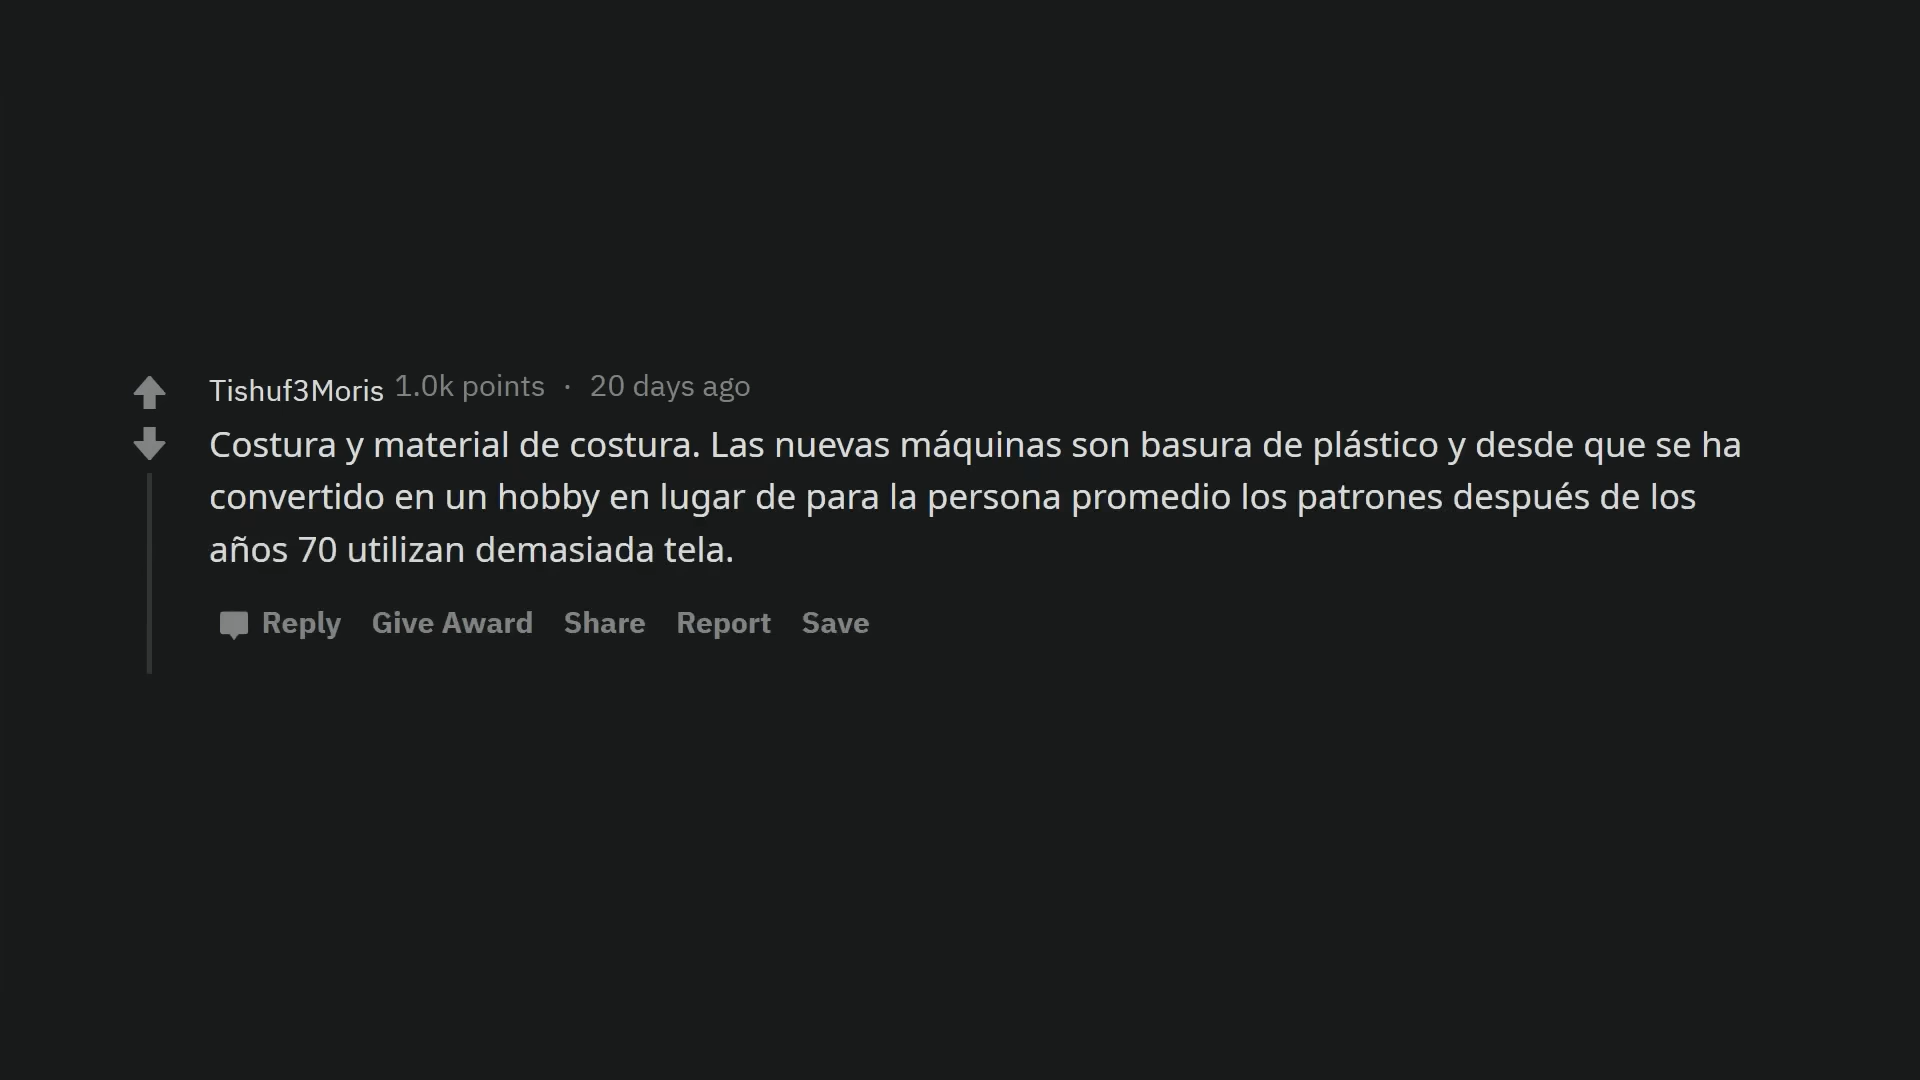 Tishuf3Moris 1.0k points · 20 days ago
Costura y material de costura. Las nuevas máquinas son basura de plástico y desde que se ha
convertido en un hobby en lugar de para la persona promedio los patrones después de los
años 70 utilizan demasiada tela.
Reply Give Award Share Report Save